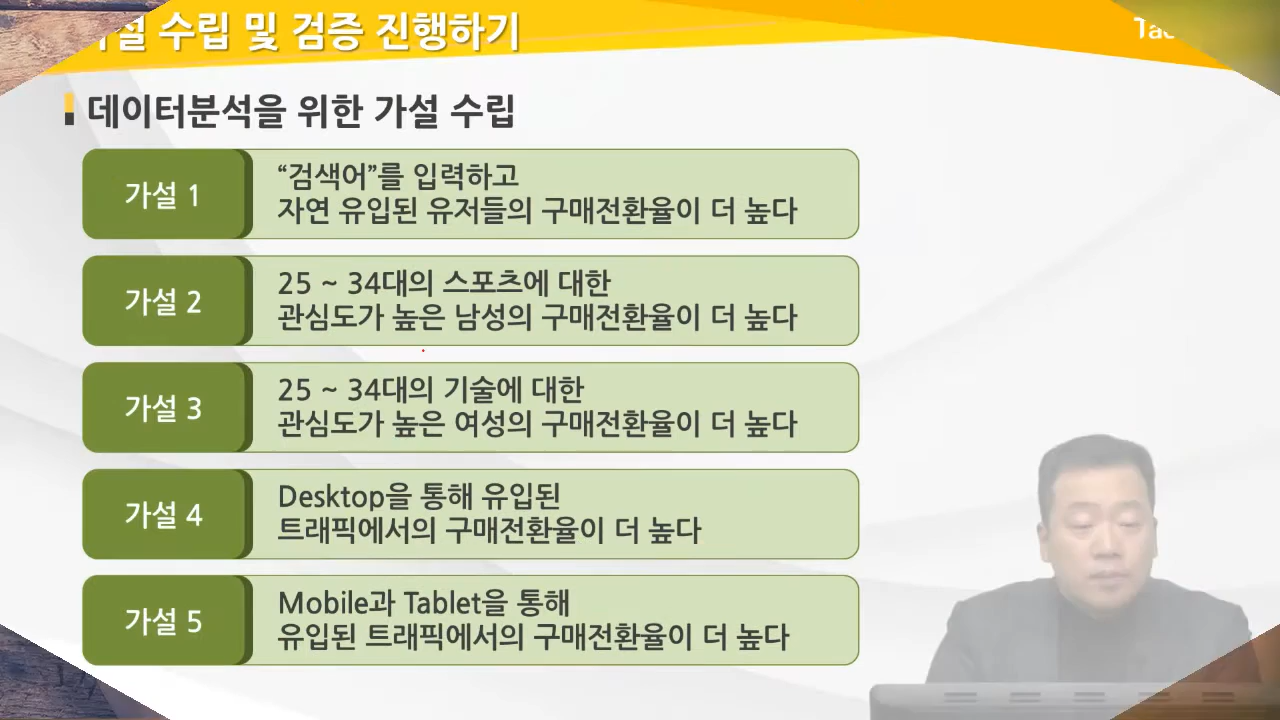 수립 및 검증 진행하기
데이터분석을 위한 가설 수립
가설 1
“검색어”를 입력하고
자연 유입된 유저들의 구매전환율이 더 높다
가설 2
25 ~ 34대의 스포츠에 대한
관심도가 높은 남성의 구매전환율이 더 높다
가설 3
25 ~ 34대의 기술에 대한
관심도가 높은 여성의 구매전환율이 더 높다
가설 4
Desktop을 통해 유입된
트래픽에서의 구매전환율이 더 높다
가설 5
Mobile과 Tablet을 통해
유입된 트래픽에서의 구매전환율이 더 높다